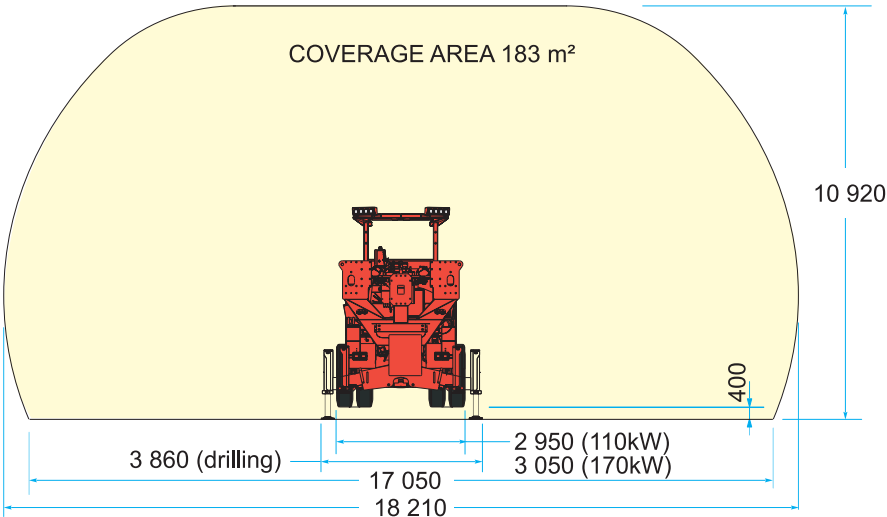 COVERAGE AREA 183 m²
10 920
400
2 950 (110kW)
3 860 (drilling)
3 050 (170kW)
17 050
18 210